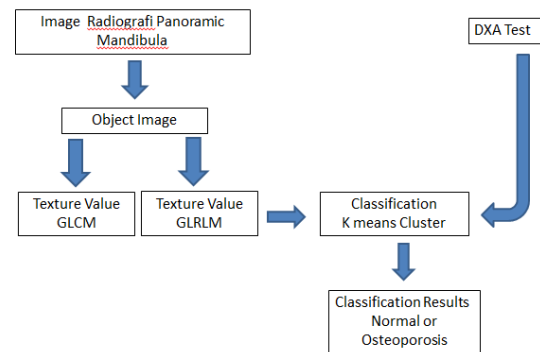 Image Radiografi Panoramic
Mandibula
DXA Test
Object Image
Texture Value
GLCM
Texture Value
GLRLM
Classification
K means Cluster
Classification Results
Normal or
Osteoporosis